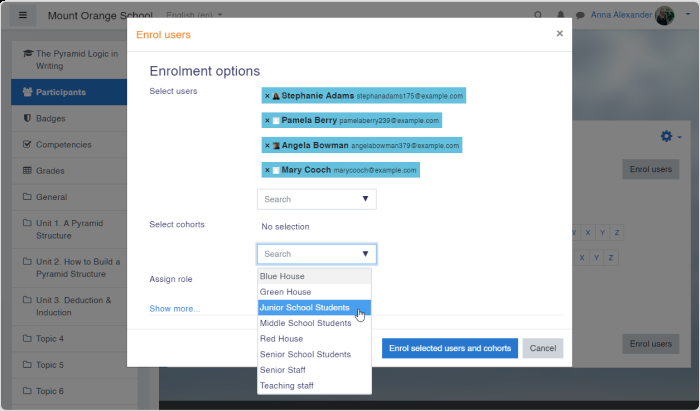 Mount Orange School English (en) Anna Alexander
Enrol users ×
The Pyramid Logic in
Writing
Participants
Badges
Competencies
Grades
General
Unit 1. A Pyramid
Structure
Unit 2. How to Build a
Pyramid Structure
Unit 3. Deduction &
Induction
Topic 4
Topic 5
Topic 6
Enrolment options
Select users
× Stephanie Adams stephanadams175@example.com
× Pamela Berry pamelaberry239@example.com
× Angela Bowman angelabowman379@example.com
× Mary Cooch marycooch@example.com
Search
Select cohorts
No selection
Search
Assign role
Show more...
Blue House
Green House
Junior School Students
Middle School Students
Red House
Senior School Students
Senior Staff
Teaching staff
Enrol selected users and cohorts
Cancel
Enrol users
X Y Z
X Y Z
Enrol users